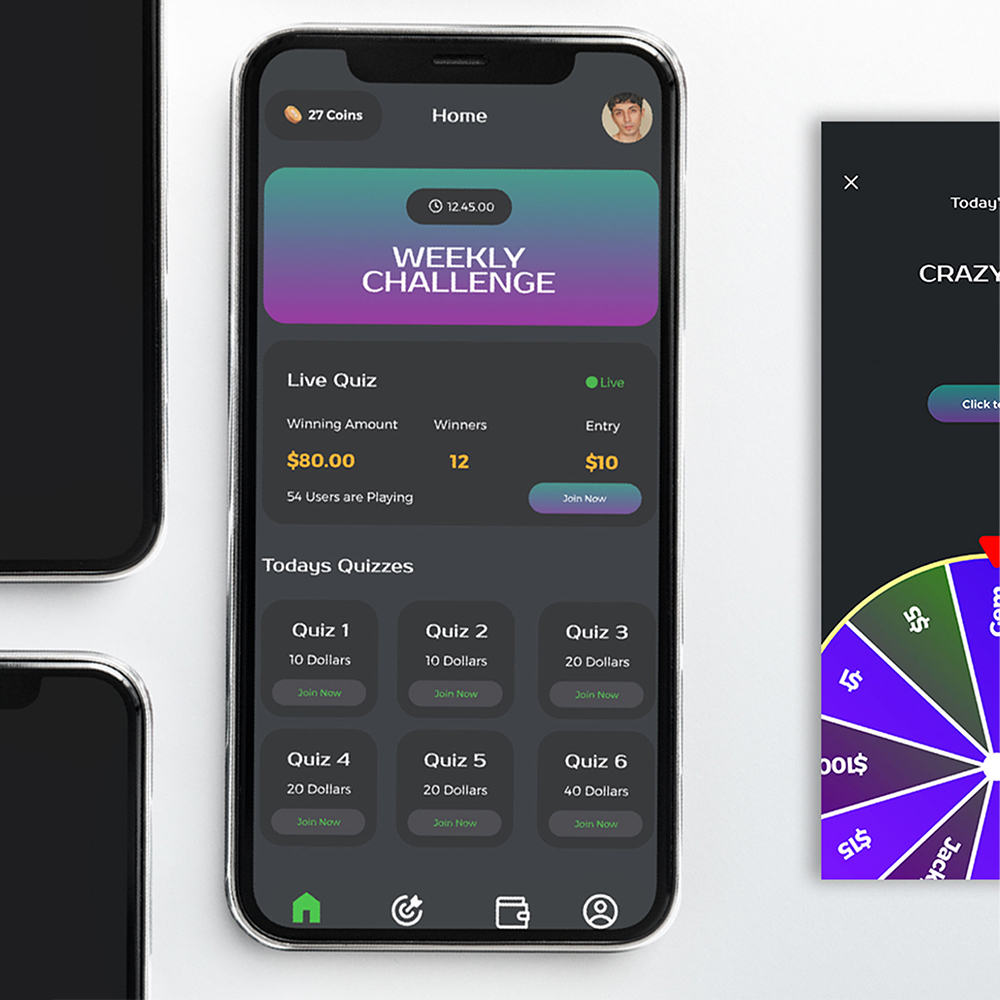 27 Coins
Home
12.45.00
WEEKLY
CHALLENGE
Live Quiz
Live
Winning Amount
Winners
Entry
$80.00
12
$10
54 Users are Playing
Join Now
Todays Quizzes
Quiz 1
Quiz 2
Quiz 3
10 Dollars
10 Dollars
20 Dollars
Join Now
Join Now
Join Now
Quiz 4
Quiz 5
Quiz 6
20 Dollars
20 Dollars
40 Dollars
Join Now
Join Now
Join Now
Today'
CRAZY
Click
$5
$100
$15